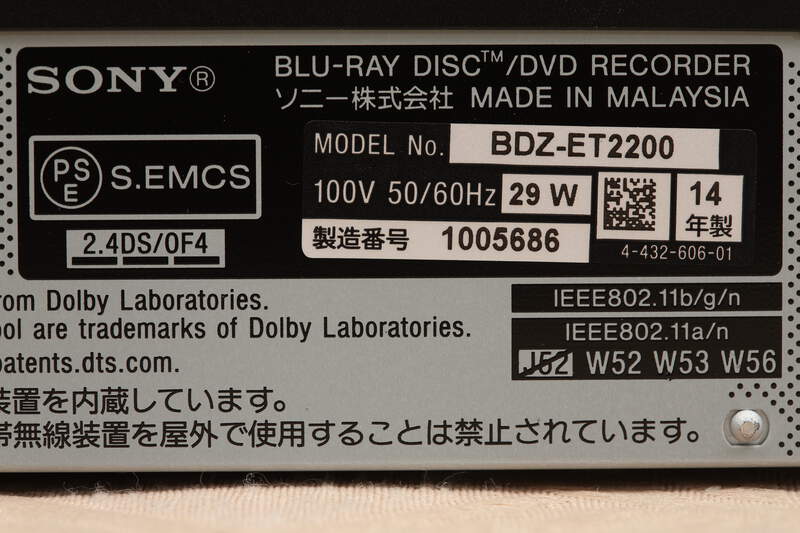 SONY®
BLU-RAY DISC™/DVD RECORDER
ソニー株式会社 MADE IN MALAYSIA
PSE S.EMCS
MODEL No. BDZ-ET2200
100V 50/60Hz 29 W
14年製
2.4DS/OF4
製造番号 1005686
4-432-606-01
rom Dolby Laboratories.
ool are trademarks of Dolby Laboratories.
patents.dts.com.
IEEE802.11b/g/n
IEEE802.11a/n
J52 W52 W53 W56
装置を内蔵しています。
帯無線装置を屋外で使用することは禁止されています。